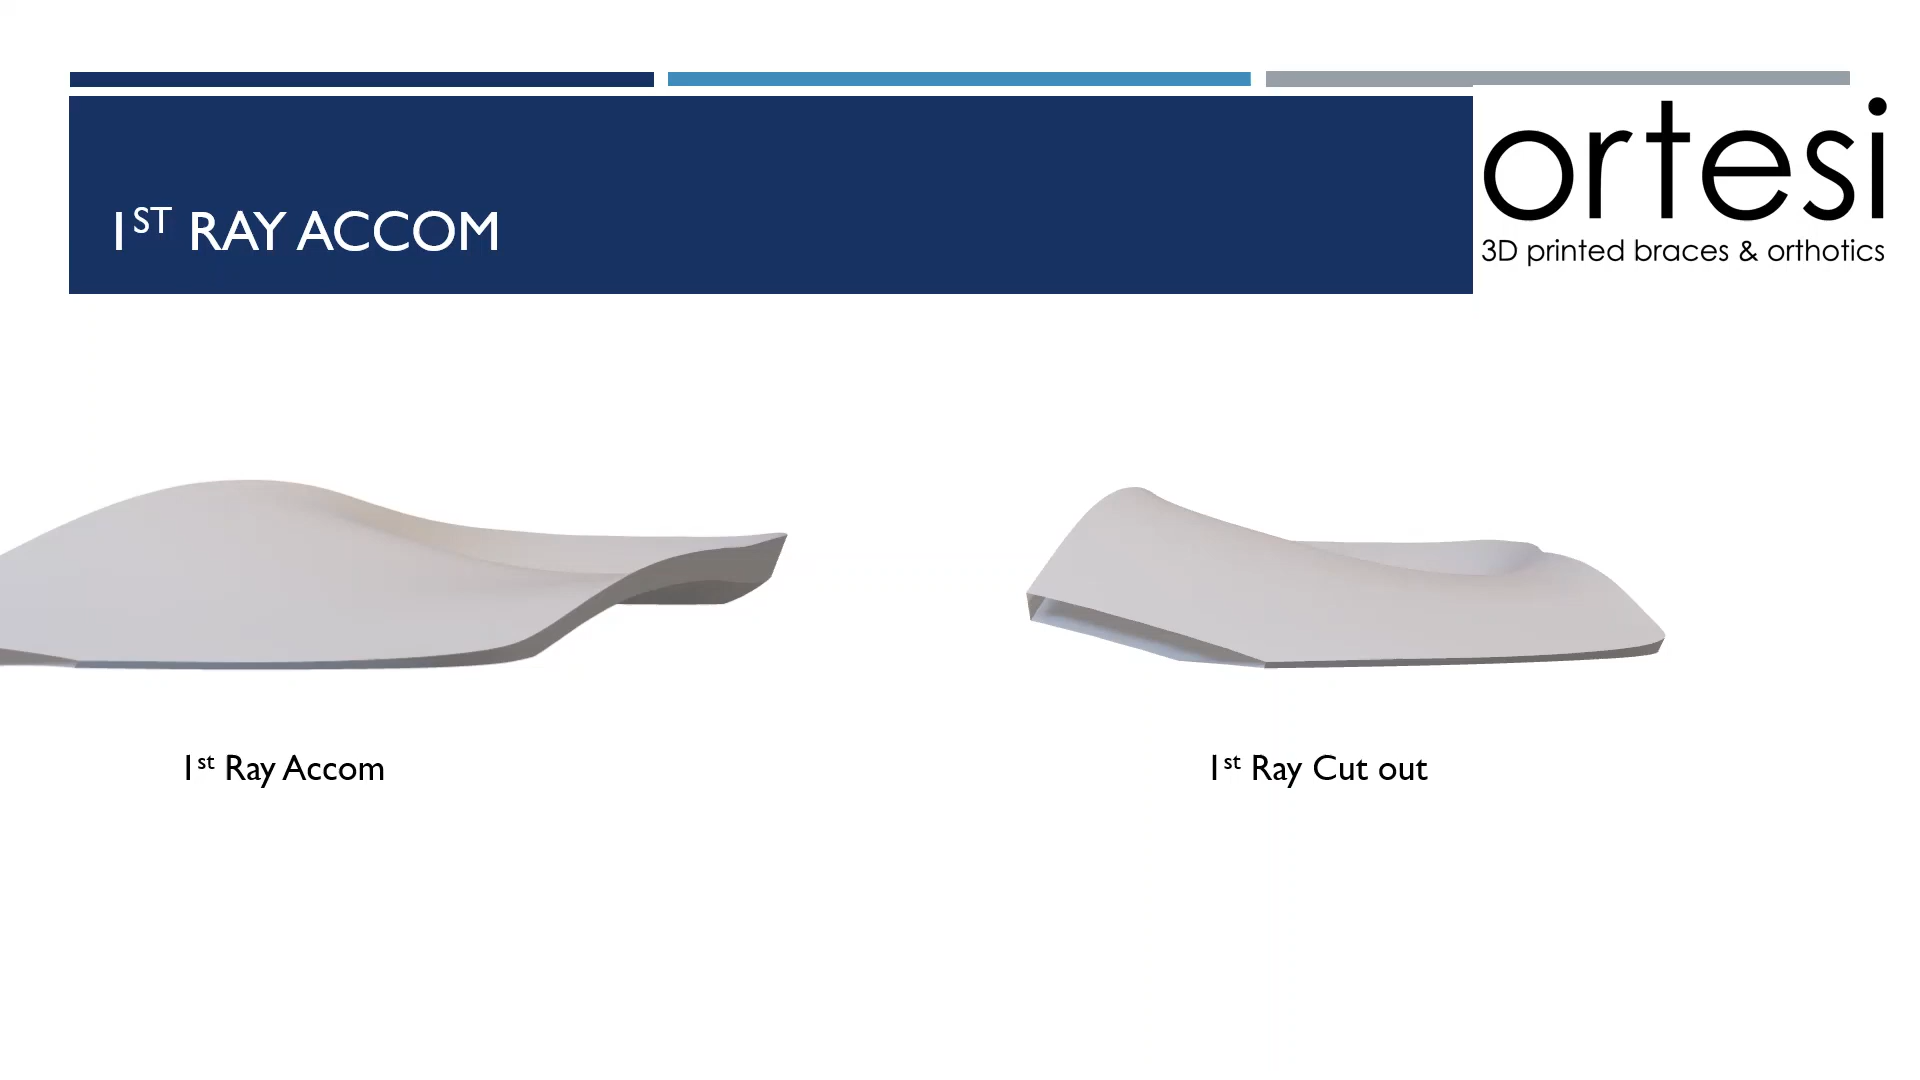 1ST RAY ACCOM
ortesi
3D printed braces & orthotics
1st Ray Accom
1st Ray Cut out